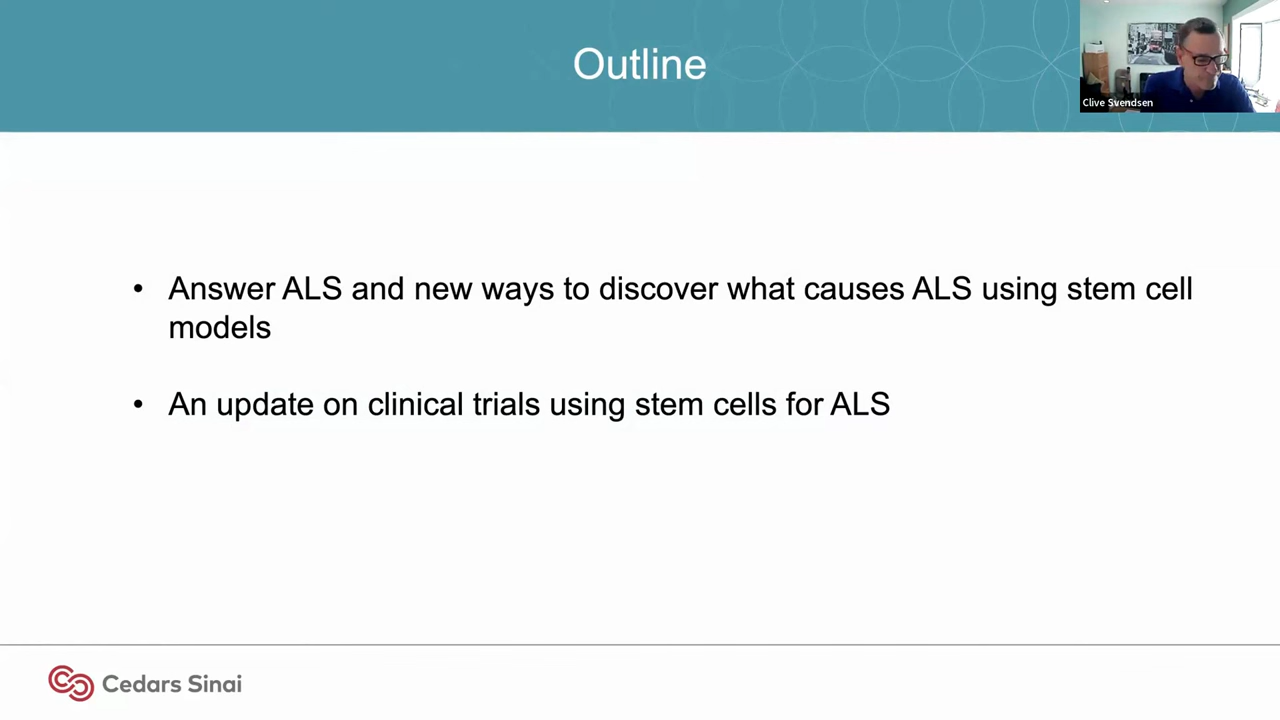 Outline
Clive Svendsen
• Answer ALS and new ways to discover what causes ALS using stem cell
models
• An update on clinical trials using stem cells for ALS
Cedars Sinai